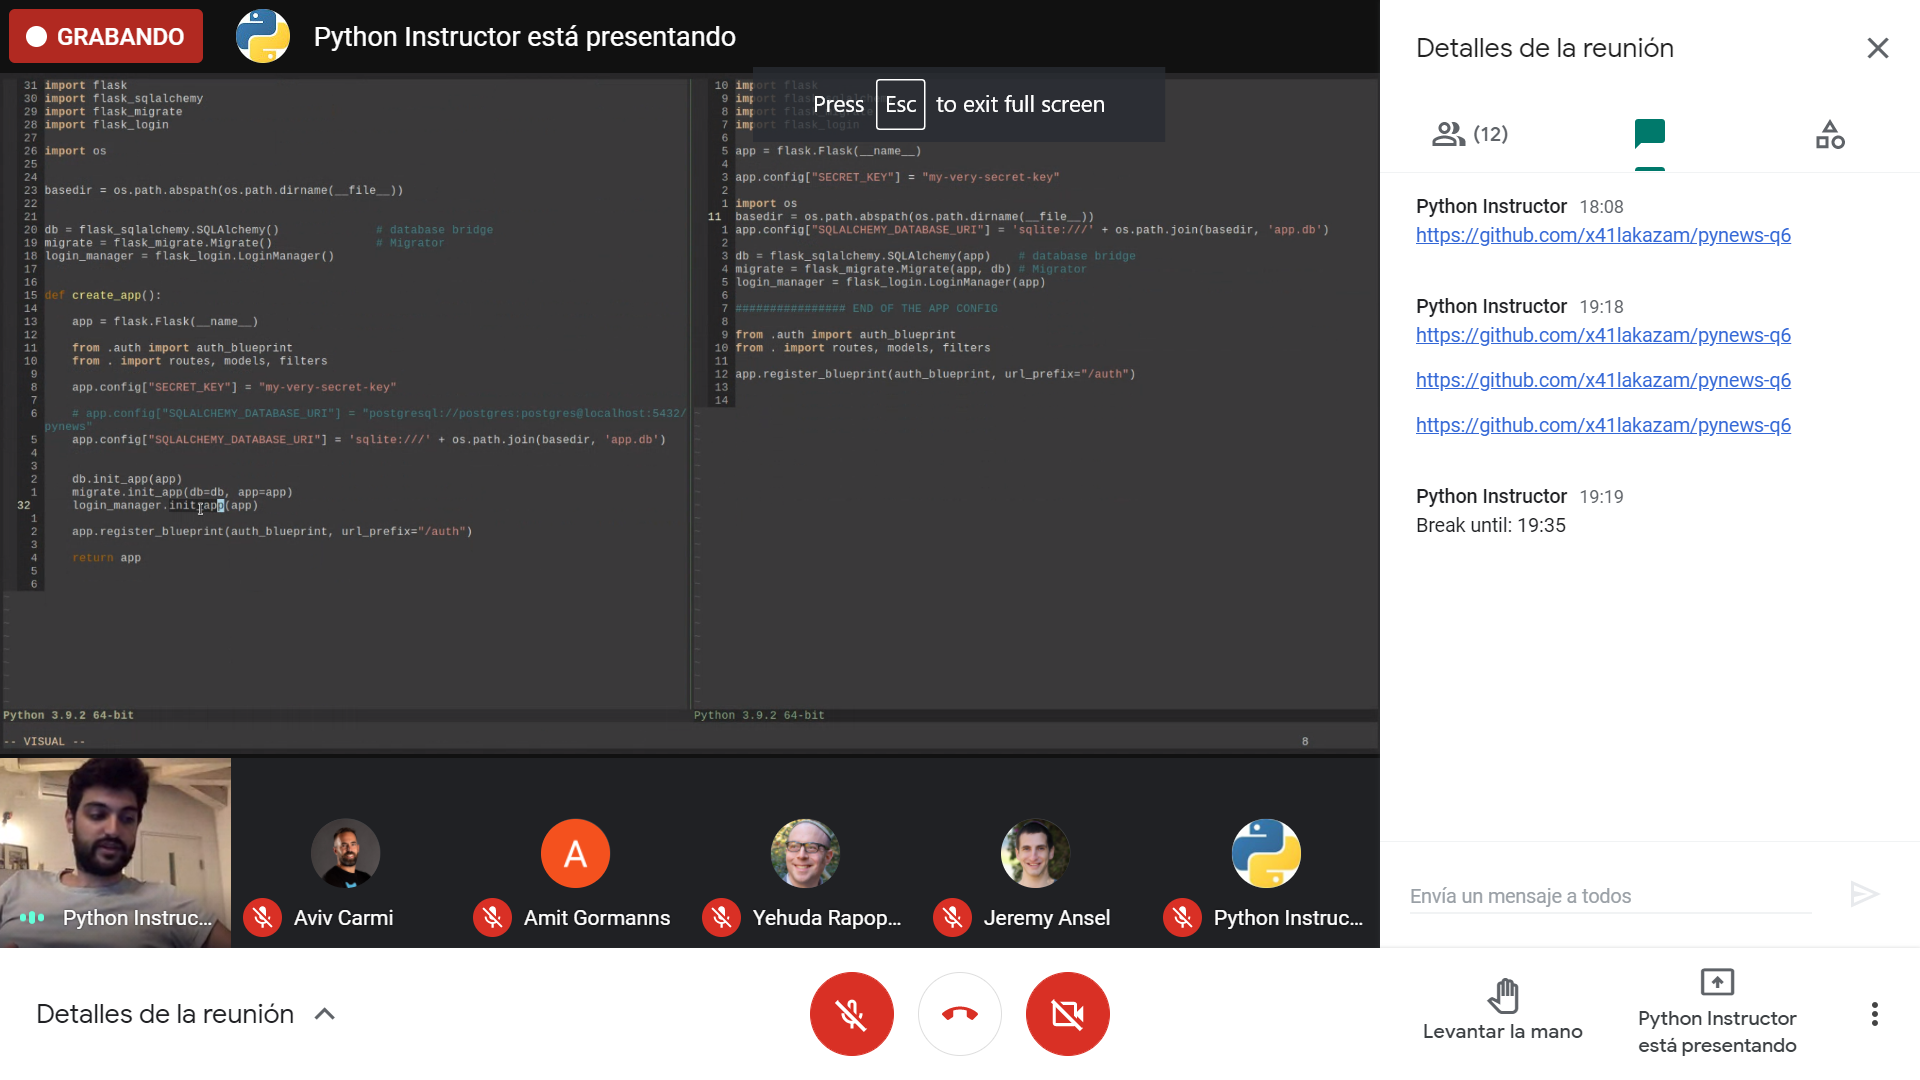 GRABANDO
Python Instructor está presentando
31 import flask
30 import flask_sqlalchemy
29 import flask_migrate
28 import flask_login
27
26 import os
25
24
23 basedir = os.path.abspath(os.path.dirname(__file__))
22
21
20 db = flask_sqlalchemy.SQLAlchemy() # database bridge
19 migrate = flask_migrate.Migrate() # Migrator
18 login_manager = flask_login.LoginManager()
17
16
15 def create_app():
14
13 app = flask.Flask(__name__)
12
11 from .auth import auth_blueprint
10 from . import routes, models, filters
9
8 app.config["SECRET_KEY"] = "my-very-secret-key"
7
6 # app.config["SQLALCHEMY_DATABASE_URI"] = "postgresql://postgres:postgres@localhost:5432/
pynews"
5 app.config["SQLALCHEMY_DATABASE_URI"] = 'sqlite:///' + os.path.join(basedir, 'app.db')
4
3
2 db.init_app(app)
1 migrate.init_app(db=db, app=app)
32 login_manager.init_app(app)
1
2 app.register_blueprint(auth_blueprint, url_prefix="/auth")
3
4 return app
5
6
Python 3.9.2 64-bit
-- VISUAL --
10 import flask
9 import flask_sqlalchemy
8 import flask_migrate
7 import flask_login
6
5 app = flask.Flask(__name__)
4
3 app.config["SECRET_KEY"] = "my-very-secret-key"
2
1 import os
11 basedir = os.path.abspath(os.path.dirname(__file__))
1 app.config["SQLALCHEMY_DATABASE_URI"] = 'sqlite:///' + os.path.join(basedir, 'app.db')
2
3 db = flask_sqlalchemy.SQLAlchemy(app) # database bridge
4 migrate = flask_migrate.Migrate(app, db) # Migrator
5 login_manager = flask_login.LoginManager(app)
6
7 ################ END OF THE APP CONFIG
8
9 from .auth import auth_blueprint
10 from . import routes, models, filters
11
12 app.register_blueprint(auth_blueprint, url_prefix="/auth")
13
14
Python 3.9.2 64-bit
8
Press Esc to exit full screen
Python Instruc...
Aviv Carmi
A
Amit Gormanns
Yehuda Rapop...
Jeremy Ansel
Python Instruc...
Detalles de la reunión
Detalles de la reunión
(12)
Python Instructor 18:08
https://github.com/x41lakazam/pynews-q6
Python Instructor 19:18
https://github.com/x41lakazam/pynews-q6
https://github.com/x41lakazam/pynews-q6
https://github.com/x41lakazam/pynews-q6
Python Instructor 19:19
Break until: 19:35
Envía un mensaje a todos
Levantar la mano
Python Instructor
está presentando